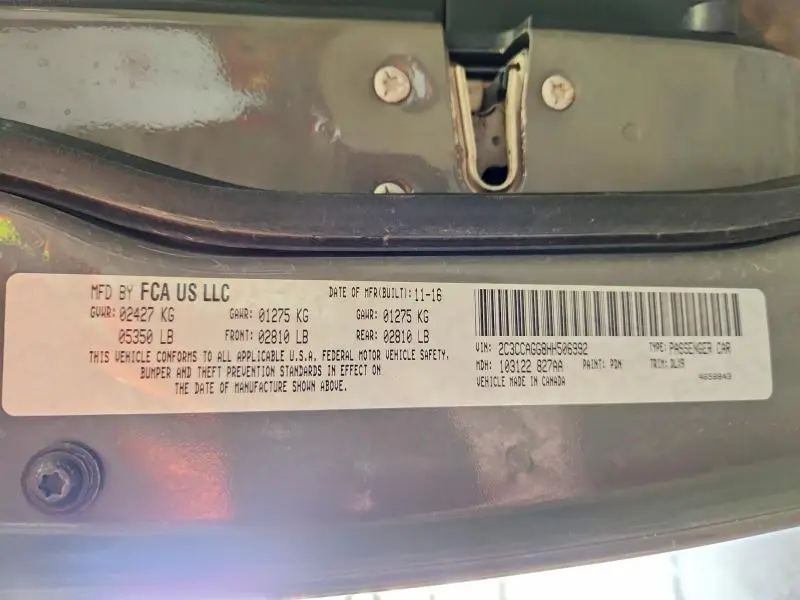 MFD BY FCA US LLC DATE OF MFR(BUILT): 11-16
GVWR: 02427 KG GAWR: 01275 KG GAWR: 01275 KG
05350 LB FRONT: 02810 LB REAR: 02810 LB
THIS VEHICLE CONFORMS TO ALL APPLICABLE U.S.A. FEDERAL MOTOR VEHICLE SAFETY,
BUMPER AND THEFT PREVENTION STANDARDS IN EFFECT ON
THE DATE OF MANUFACTURE SHOWN ABOVE.
VIN: 2C3CCAGG8HH506992 TYPE: PASSENGER CAR
MDH: 103122 827AA PAINT: PDN TRIM: DLX9
VEHICLE MADE IN CANADA 4658843